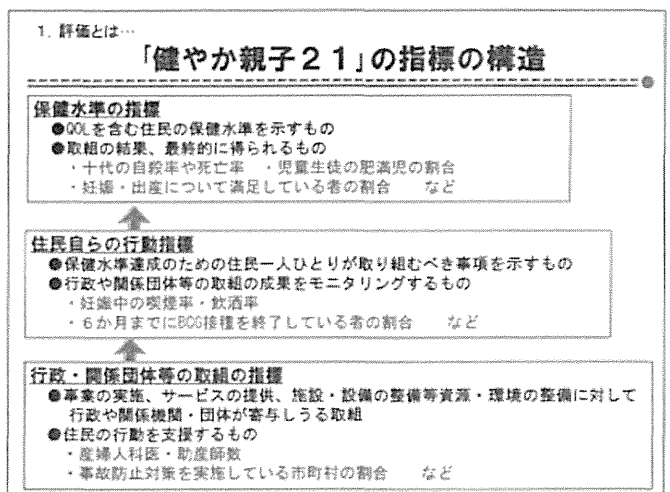 1. 評価とは…
「健やか親子21」の指標の構造
保健水準の指標
●QOLを含む住民の保健水準を示すもの
●取組の結果、最終的に得られるもの
・十代の自殺率や死亡率 ・児童生徒の肥満児の割合
・妊娠・出産について満足している者の割合 など
住民自らの行動指標
●保健水準達成のための住民一人ひとりが取り組むべき事項を示すもの
●行政や関係団体等の取組の成果をモニタリングするもの
・妊娠中の喫煙率・飲酒率
・6か月までにBCG接種を終了している者の割合 など
行政・関係団体等の取組の指標
●事業の実施、サービスの提供、施設・設備の整備等資源・環境の整備に対して
行政や関係機関・団体が寄与しうる取組
●住民の行動を支援するもの
・産婦人科医・助産師数
・事故防止対策を実施している市町村の割合 など